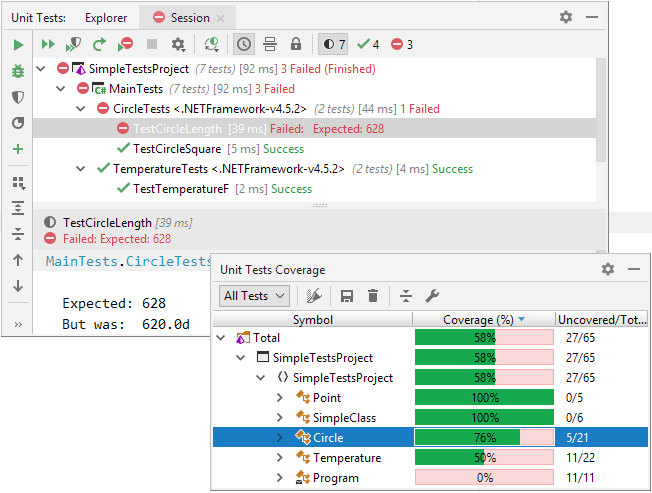 Unit Tests: Explorer Session
7 4 3
SimpleTestsProject (7 tests) [92 ms] 3 Failed (Finished)
C# MainTests (7 tests) [92 ms] 3 Failed
CircleTests <.NETFramework-v4.5.2> (2 tests) [44 ms] 1 Failed
TestCircleLength [39 ms] Failed: Expected: 628
TestCircleSquare [5 ms] Success
TemperatureTests <.NETFramework-v4.5.2> (2 tests) [4 ms] Success
TestTemperatureF [2 ms] Success
TestCircleLength [39 ms]
Failed: Expected: 628
MainTests.CircleTests
Expected: 628
But was: 620.0d
Unit Tests Coverage
All Tests
Symbol Coverage (%) Uncovered/Tot...
Total 58% 27/65
SimpleTestsProject 58% 27/65
SimpleTestsProject 58% 27/65
Point 100% 0/5
SimpleClass 100% 0/6
Circle 76% 5/21
Temperature 50% 11/22
Program 0% 11/11